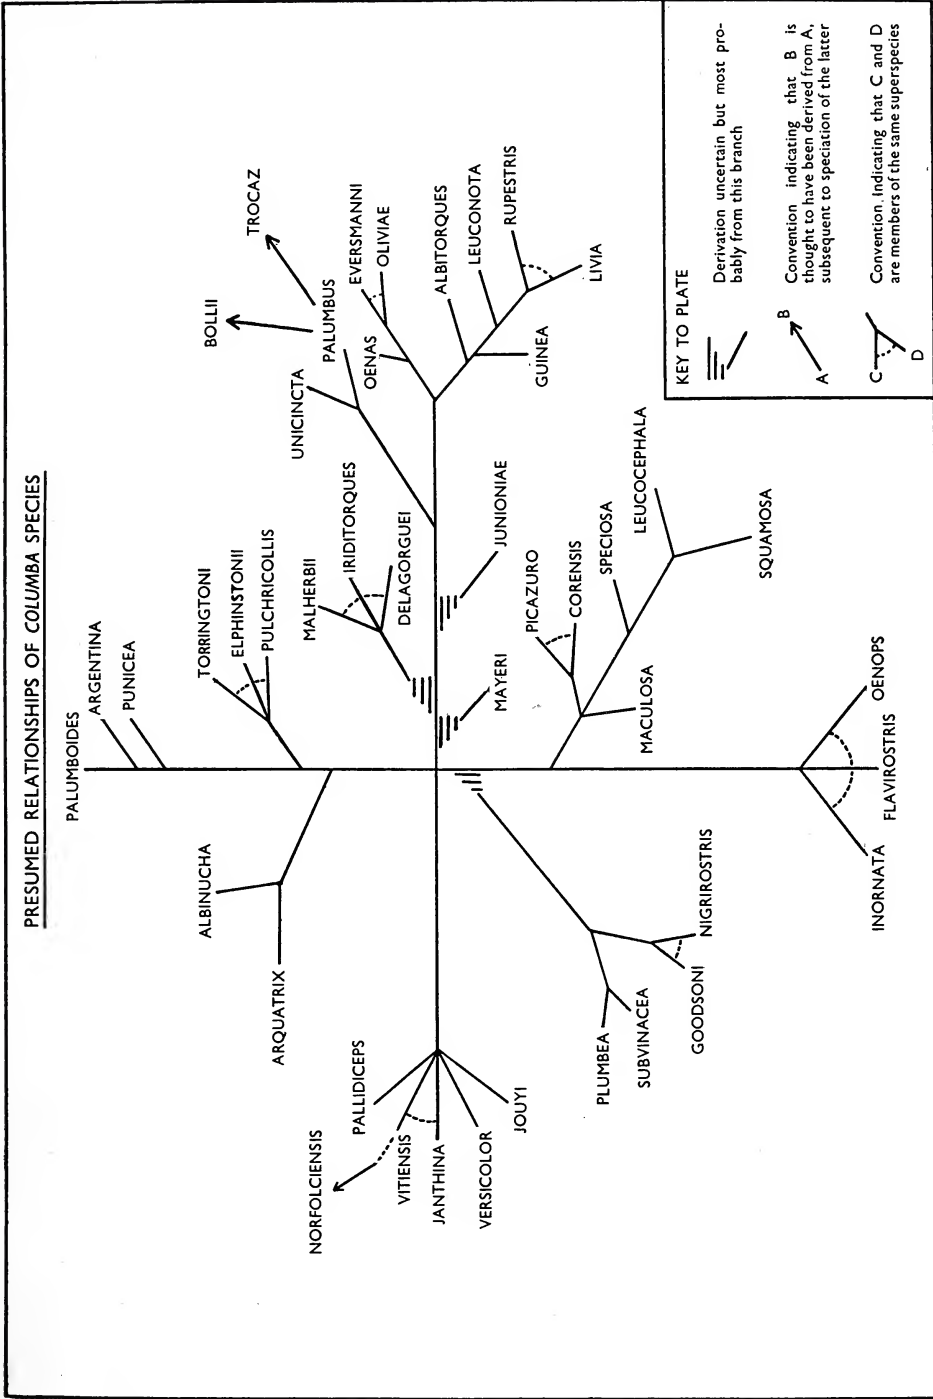 PRESUMED RELATIONSHIPS OF COLUMBA SPECIES
PALUMBOIDES
ARGENTINA
PUNICEA
TORRINGTONI
ELPHINSTONII
PULCHRICOLLIS
ALBINUCHA
ARQUATRIX
MALHERBII
IRIDITORQUES
DELAGORGUEI
UNICINCTA
PALUMBUS
BOLLII
TROCAZ
OENAS
EVERSMANNI
OLIVIAE
ALBITORQUES
LEUCONOTA
RUPESTRIS
LIVIA
GUINEA
JUNIONIAE
MAYERI
NORFOLCIENSIS
PALLIDICEPS
VITIENSIS
JANTHINA
VERSICOLOR
JOUYI
PLUMBEA
SUBVINACEA
GOODSONI
NIGRIROSTRIS
PICAZURO
CORENSIS
SPECIOSA
LEUCOCEPHALA
SQUAMOSA
MACULOSA
INORNATA
FLAVIROSTRIS
OENOPS
KEY TO PLATE
Derivation uncertain but most pro-
bably from this branch
A
B
Convention indicating that B is
thought to have been derived from A,
subsequent to speciation of the latter
C
D
Convention. Indicating that C and D
are members of the same superspecies